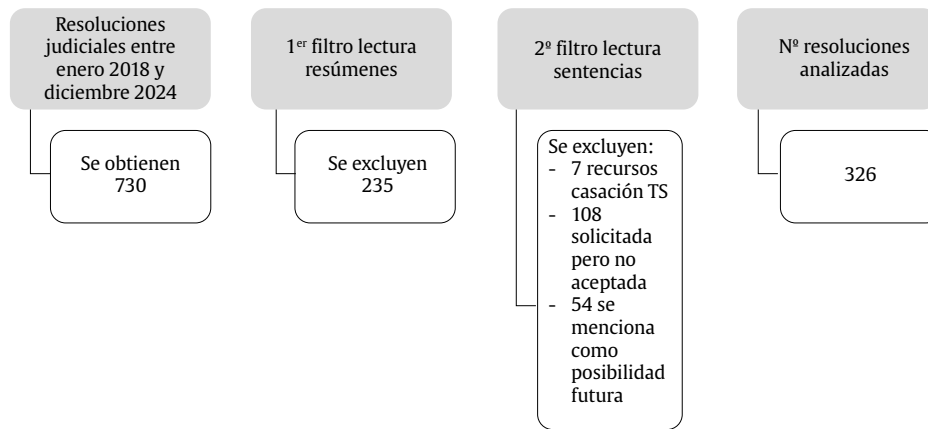 Resoluciones
judiciales entre
enero 2018 y
diciembre 2024
Se obtienen
730
1er filtro lectura
resúmenes
Se excluyen
235
2º filtro lectura
sentencias
Se excluyen:
- 7 recursos
casación TS
- 108
solicitada
pero no
aceptada
- 54 se
menciona
como
posibilidad
futura
Nº resoluciones
analizadas
326